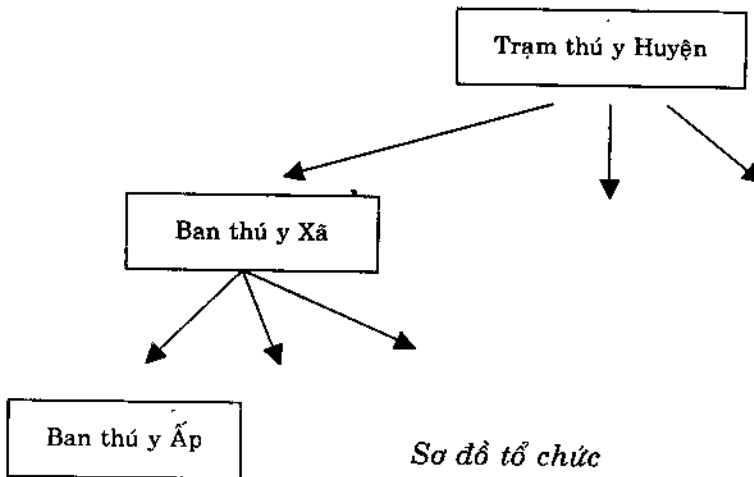 Trạm thú y Huyện
Ban thú y Xã
Ban thú y Ấp
Sơ đồ tổ chức